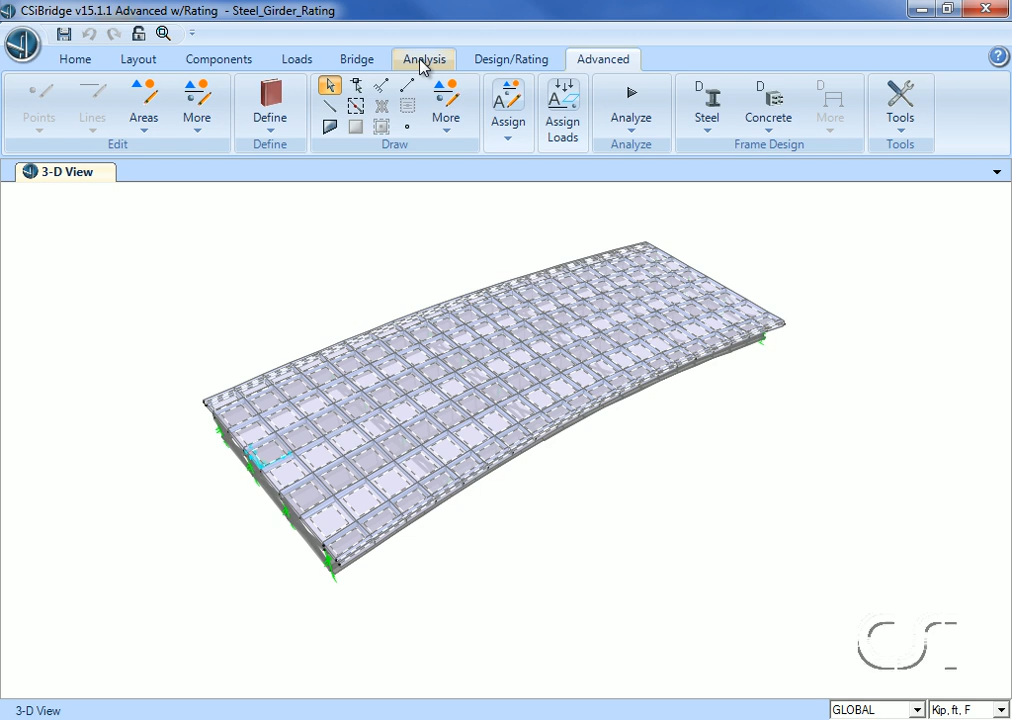 CSiBridge v15.1.1 Advanced w/Rating - Steel_Girder_Rating
Home Layout Components Loads Bridge Analysis Design/Rating Advanced
Points Lines Areas More Define More Assign Assign Loads Analyze Steel Concrete More Tools
Edit Define Draw Analyze Frame Design Tools
3-D View
CSI
3-D View GLOBAL Kip, ft, F